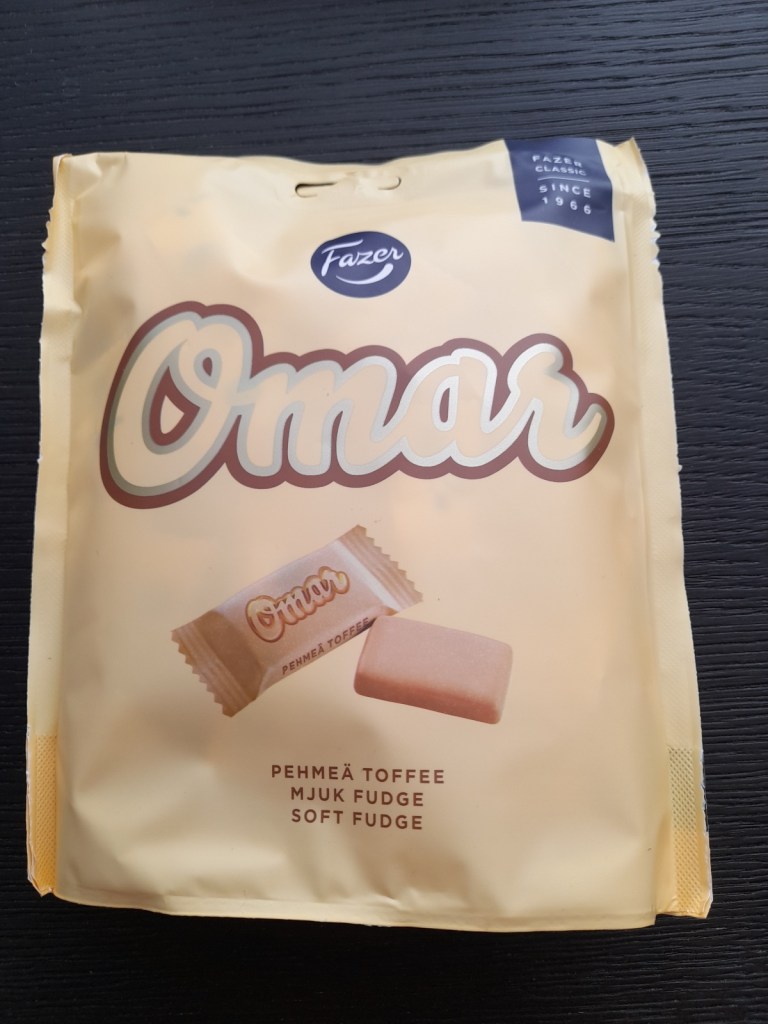 FAZER
CLASSIC
SINCE
1966
Fazer
Omar
Omar
PEHMEÄ TOFFEE
PEHMEÄ TOFFEE
MJUK FUDGE
SOFT FUDGE